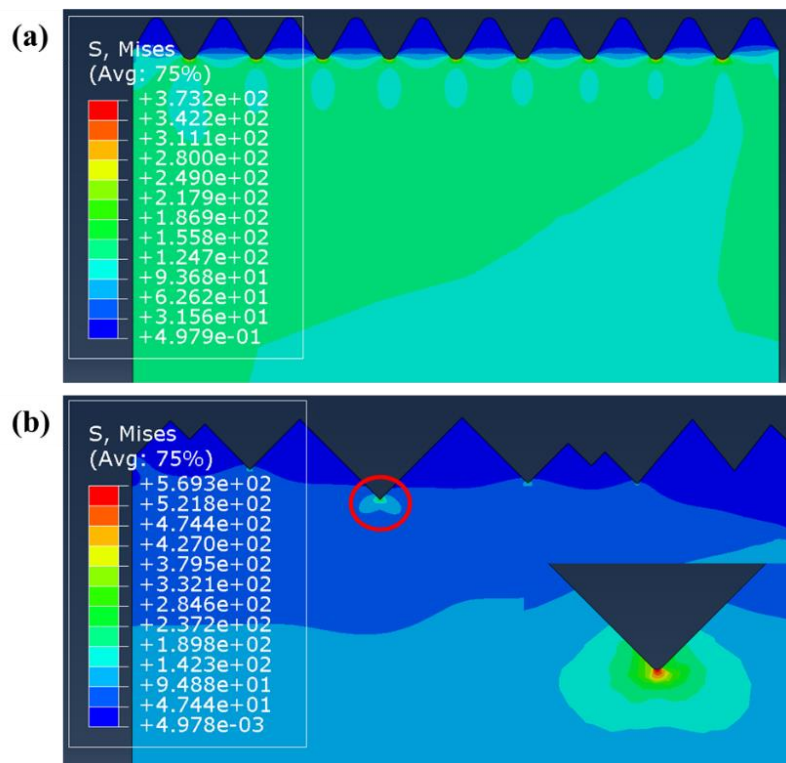 (a)
S, Mises
(Avg: 75%)
+3.732e+02
+3.422e+02
+3.111e+02
+2.800e+02
+2.490e+02
+2.179e+02
+1.869e+02
+1.558e+02
+1.247e+02
+9.368e+01
+6.262e+01
+3.156e+01
+4.979e-01
(b)
S, Mises
(Avg: 75%)
+5.693e+02
+5.218e+02
+4.744e+02
+4.270e+02
+3.795e+02
+3.321e+02
+2.846e+02
+2.372e+02
+1.898e+02
+1.423e+02
+9.488e+01
+4.744e+01
+4.978e-03